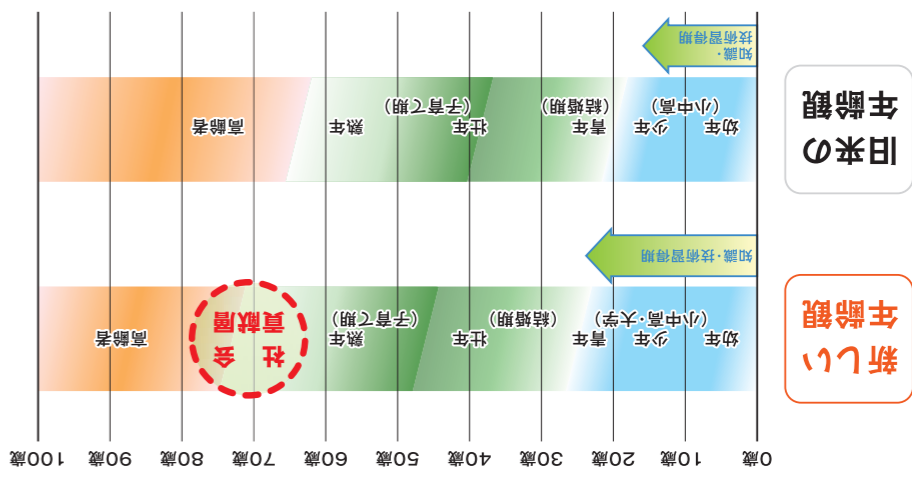 0歳 10歳 20歳 30歳 40歳 50歳 60歳 70歳 80歳 90歳 100歳
新しい
年齢観
幼年 少年 青年 壮年 熟年 高齢者
(小中高・大学) (結婚期) (子育て期)
社会
貢献層
知識・技術習得期
旧来の
年齢観
幼年 少年 青年 壮年 熟年 高齢者
(小中高) (結婚期) (子育て期)
知識・
技術習得期